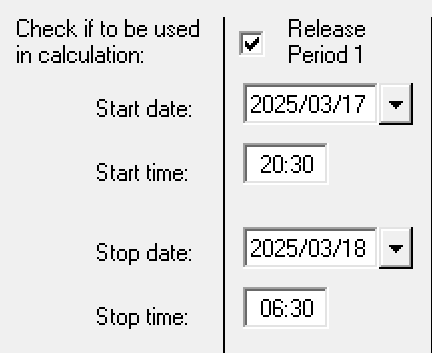 Check if to be used
in calculation:
Release
Period 1
Start date: 2025/03/17
Start time: 20:30
Stop date: 2025/03/18
Stop time: 06:30